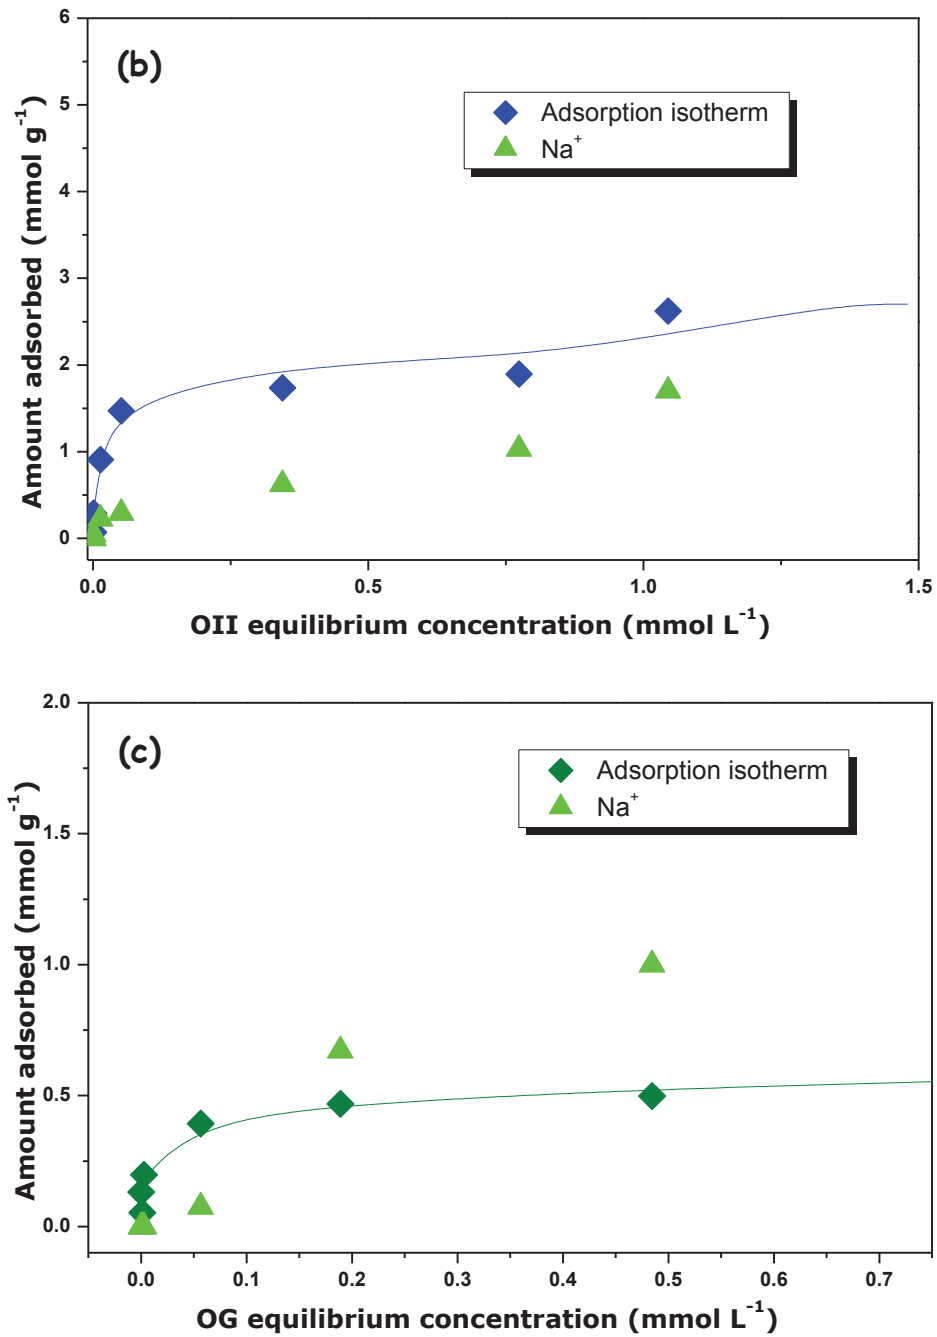 (b)
Adsorption isotherm
Na⁺
Amount adsorbed (mmol g⁻¹)
6
5
4
3
2
1
0
0.0 0.5 1.0 1.5
OII equilibrium concentration (mmol L⁻¹)
(c)
Adsorption isotherm
Na⁺
Amount adsorbed (mmol g⁻¹)
2.0
1.5
1.0
0.5
0.0
0.0 0.1 0.2 0.3 0.4 0.5 0.6 0.7
OG equilibrium concentration (mmol L⁻¹)